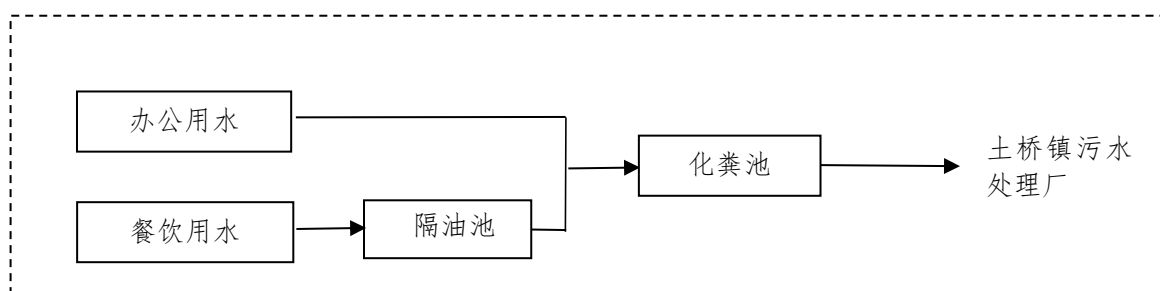 办公用水
化粪池
土桥镇污水
处理厂
餐饮用水
隔油池